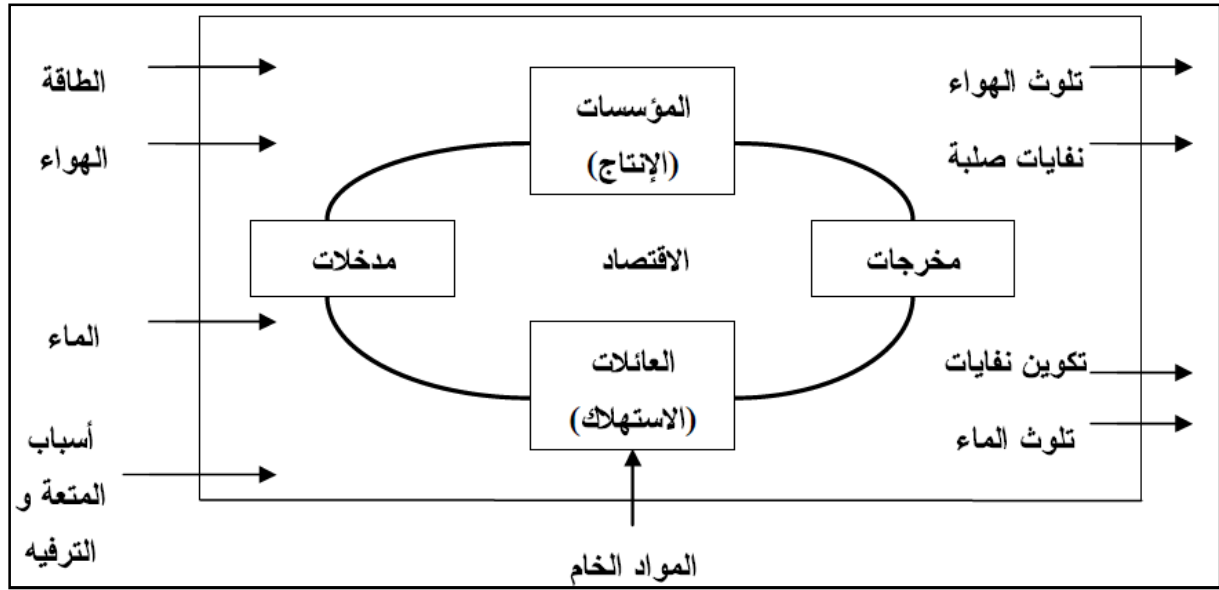 الطاقة
الهواء
الماء
أسباب
المتعة و
الترفيه
المؤسسات
(الإنتاج)
مدخلات
الاقتصاد
مخرجات
العائلات
(الاستهلاك)
المواد الخام
تلوث الهواء
نفايات صلبة
تكوين نفايات
تلوث الماء